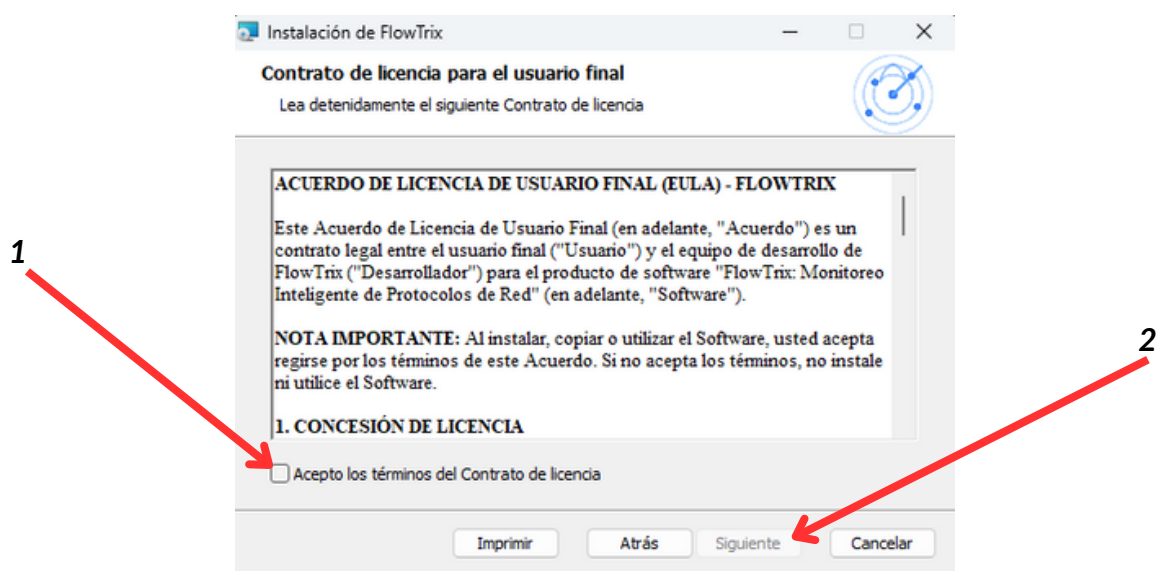 Instalación de FlowTrix
Contrato de licencia para el usuario final
Lea detenidamente el siguiente Contrato de licencia
ACUERDO DE LICENCIA DE USUARIO FINAL (EULA) - FLOWTRIX
Este Acuerdo de Licencia de Usuario Final (en adelante, "Acuerdo") es un
contrato legal entre el usuario final ("Usuario") y el equipo de desarrollo de
FlowTrix ("Desarrollador") para el producto de software "FlowTrix: Monitoreo
Inteligente de Protocolos de Red" (en adelante, "Software").
NOTA IMPORTANTE: Al instalar, copiar o utilizar el Software, usted acepta
regirse por los términos de este Acuerdo. Si no acepta los términos, no instale
ni utilice el Software.
1. CONCESIÓN DE LICENCIA
1
2
Acepto los términos del Contrato de licencia
Imprimir
Atrás
Siguiente
Cancelar